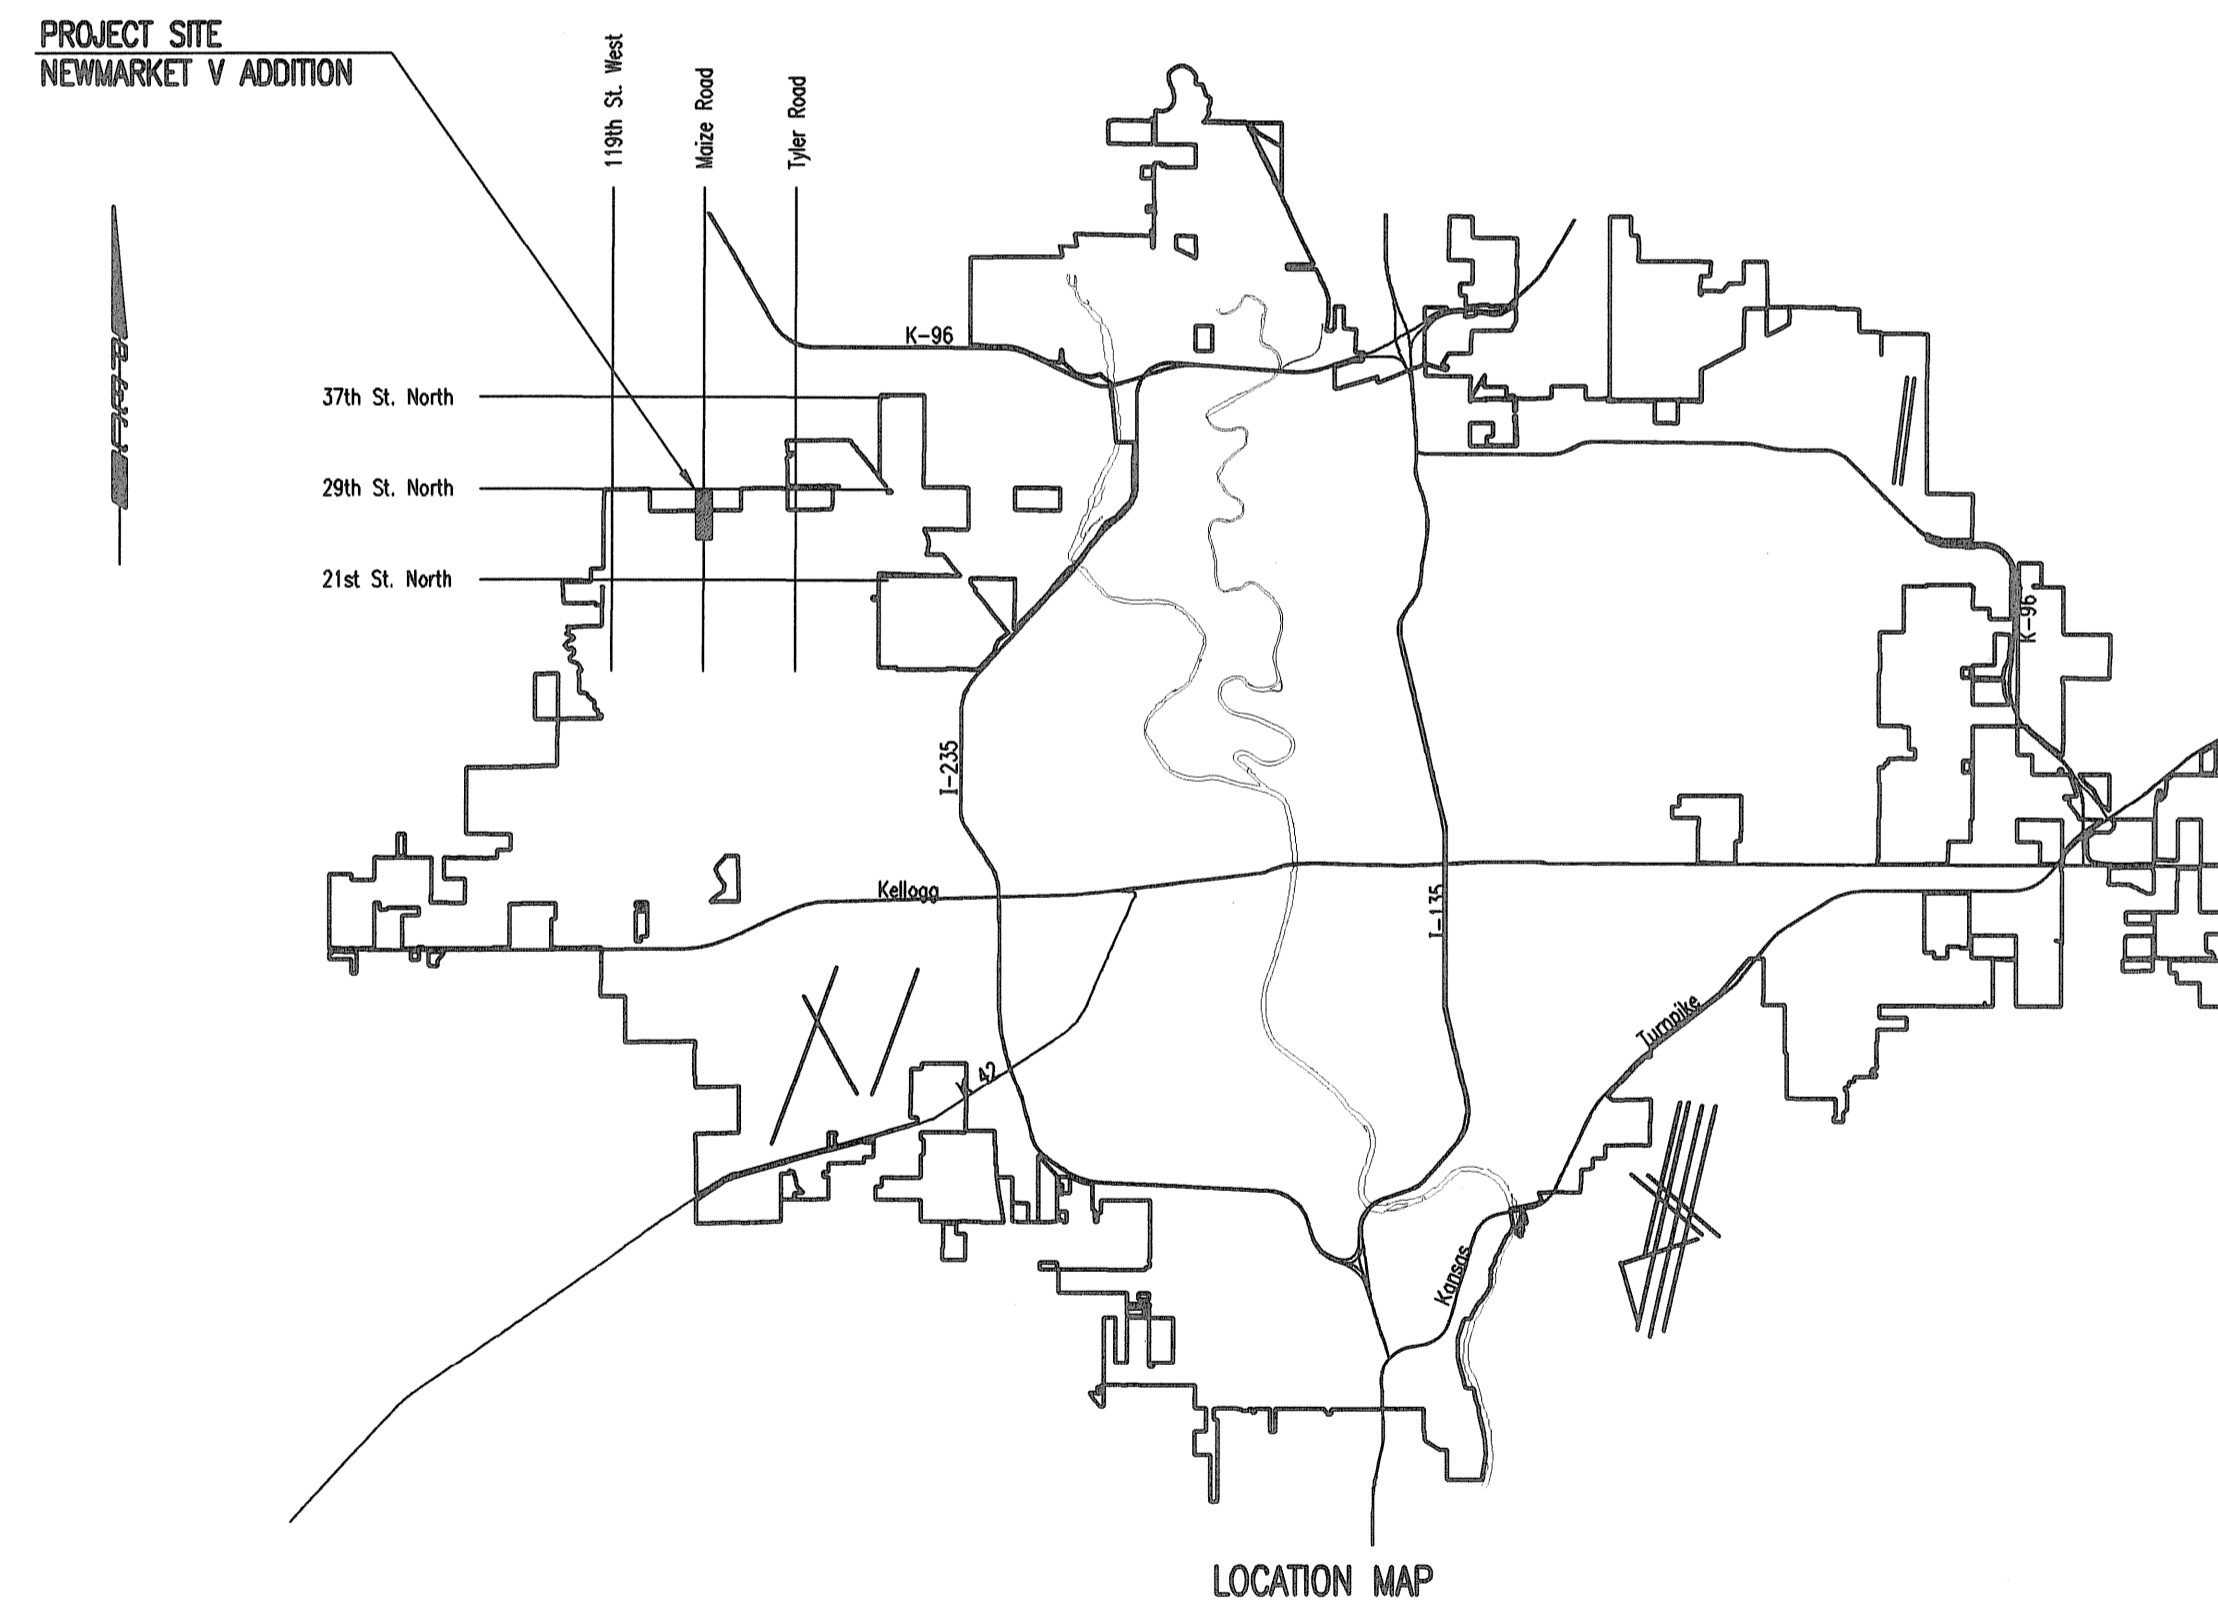 PROJECT SITE
NEWMARKET V ADDITION
119th St. West
Maize Road
Tyler Road
K-96
37th St. North
29th St. North
21st St. North
K-96
I-235
Kellogg
I-135
Turnpike
42
Kansas
LOCATION MAP